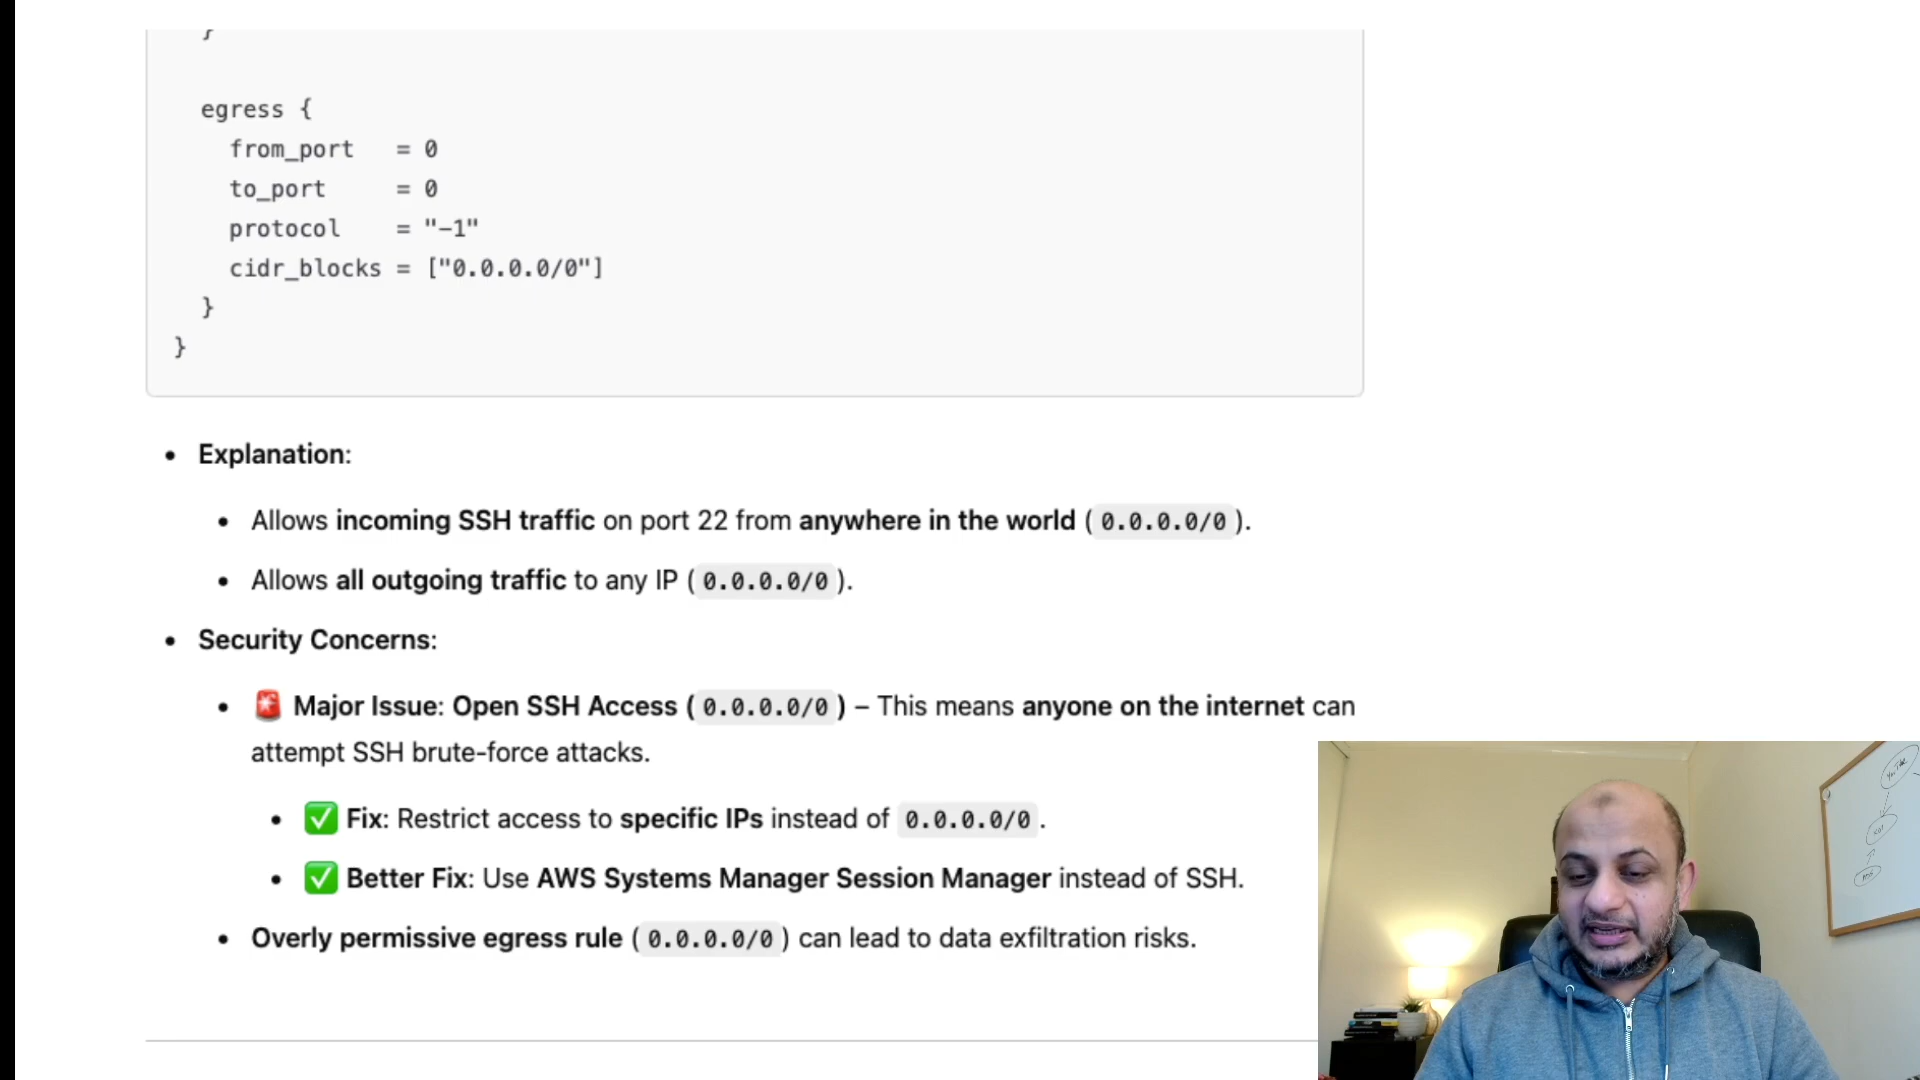 }
egress {
from_port = 0
to_port = 0
protocol = "-1"
cidr_blocks = ["0.0.0.0/0"]
}
}
• Explanation:
• Allows incoming SSH traffic on port 22 from anywhere in the world ( 0.0.0.0/0 ).
• Allows all outgoing traffic to any IP ( 0.0.0.0/0 ).
• Security Concerns:
• 🚨 Major Issue: Open SSH Access ( 0.0.0.0/0 ) – This means anyone on the internet can
attempt SSH brute-force attacks.
• ✅ Fix: Restrict access to specific IPs instead of 0.0.0.0/0 .
• ✅ Better Fix: Use AWS Systems Manager Session Manager instead of SSH.
• Overly permissive egress rule ( 0.0.0.0/0 ) can lead to data exfiltration risks.
YouTube